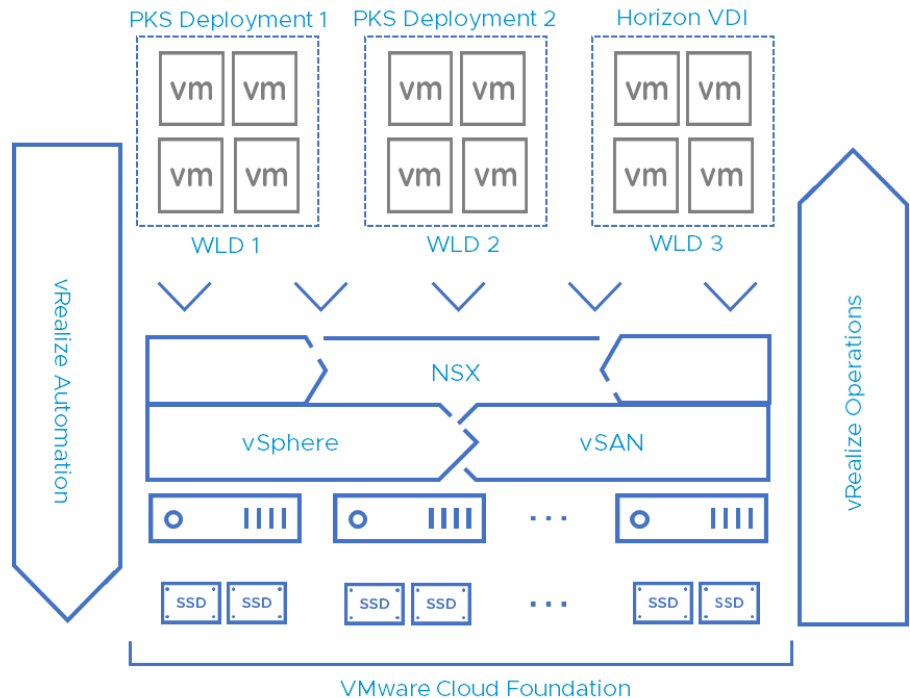 PKS Deployment 1
PKS Deployment 2
Horizon VDI
vm vm
vm vm
vm vm
vm vm
vm vm
vm vm
WLD 1
WLD 2
WLD 3
vRealize Automation
NSX
vSphere
vSAN
vRealize Operations
...
SSD SSD
SSD SSD
...
SSD SSD
VMware Cloud Foundation